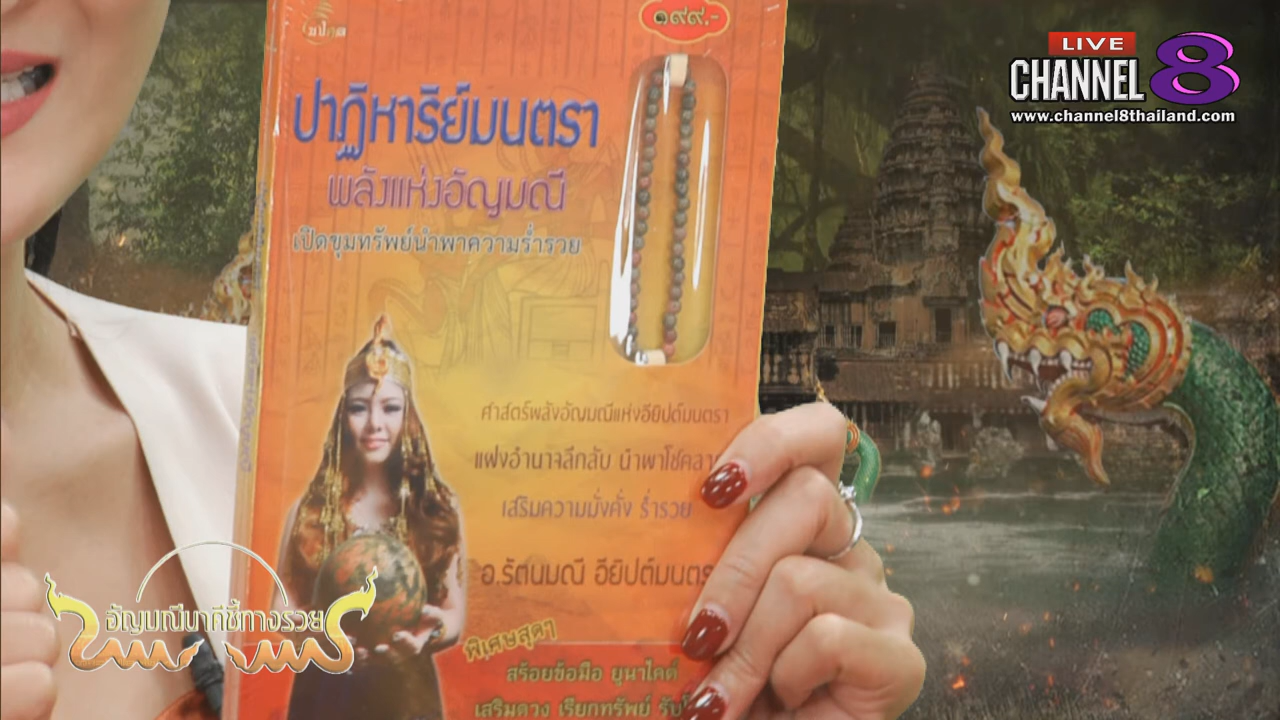 ๑๙๙.-
ปาฏิหาริย์มนตรา
พลังแห่งอัญมณี
เปิดขุมทรัพย์นำพาความร่ำรวย
ศาสตร์พลังอัญมณีแห่งอียิปต์มนตรา
แฝงอำนาจลึกลับ นำพาโชคลาภ
เสริมความมั่งคั่ง ร่ำรวย
อ.รัตนมณี อียิปต์มนตรา
พิเศษสุดๆ
สร้อยข้อมือ ยูนาไคต์
เสริมดวง เรียกทรัพย์
LIVE
CHANNEL 8
www.channel8thailand.com
อัญมณีนาคีชี้ทางรวย